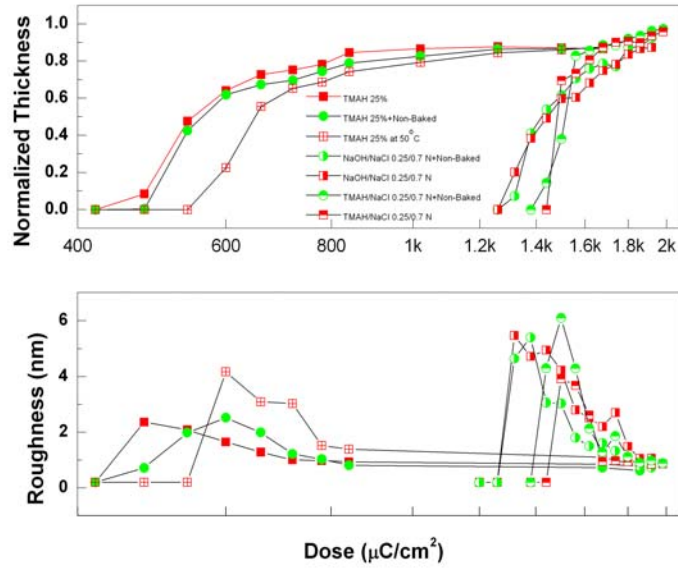 Normalized Thickness
1.0
0.8
0.6
0.4
0.2
0.0
TMAH 25%
TMAH 25%+Non-Baked
TMAH 25% at 50°C
NaOH/NaCl 0.25/0.7 N+Non-Baked
NaOH/NaCl 0.25/0.7 N
TMAH/NaCl 0.25/0.7 N+Non-Baked
TMAH/NaCl 0.25/0.7 N
400 600 800 1k 1.2k 1.4k 1.6k 1.8k 2k
Roughness (nm)
6
4
2
0
Dose (μC/cm²)